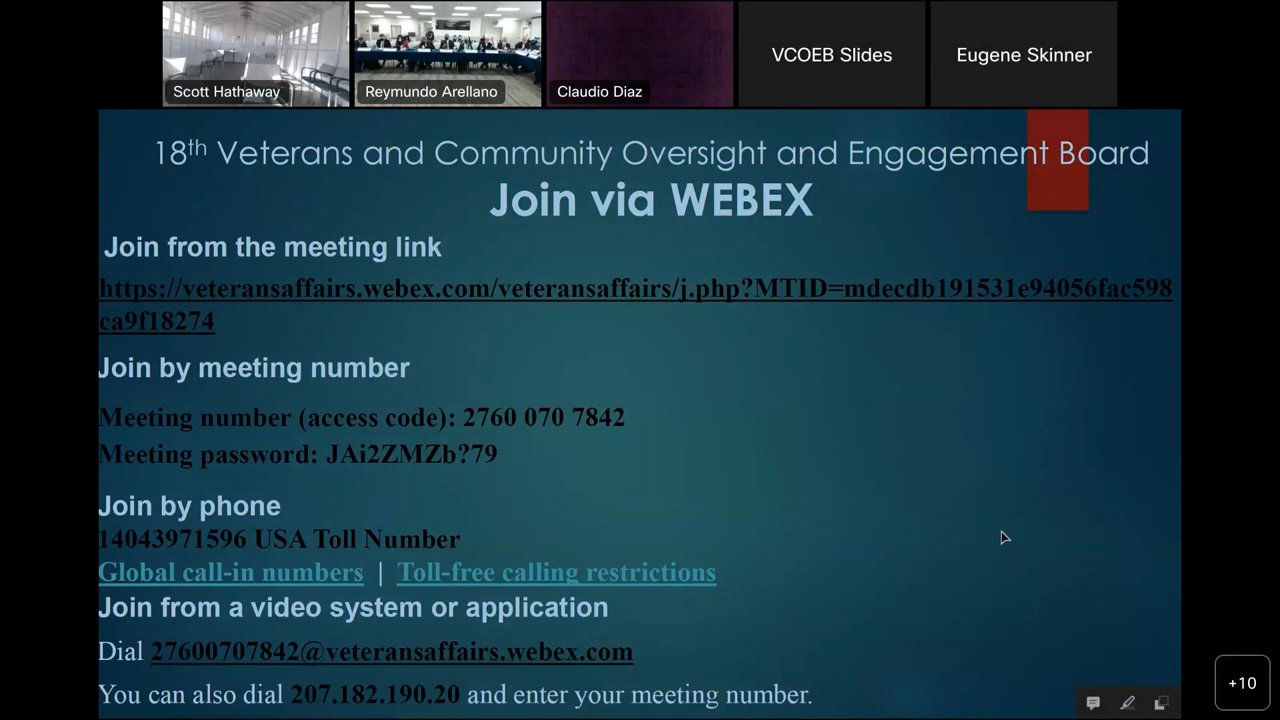 Scott Hathaway
Reymundo Arellano
Claudio Diaz
VCOEB Slides
Eugene Skinner
18th Veterans and Community Oversight and Engagement Board
Join via WEBEX
Join from the meeting link
https://veteransaffairs.webex.com/veteransaffairs/j.php?MTID=mdecdb191531e94056fac598
ca9f18274
Join by meeting number
Meeting number (access code): 2760 070 7842
Meeting password: JAi2ZMZb?79
Join by phone
14043971596 USA Toll Number
Global call-in numbers | Toll-free calling restrictions
Join from a video system or application
Dial 27600707842@veteransaffairs.webex.com
You can also dial 207.182.190.20 and enter your meeting number.
+10